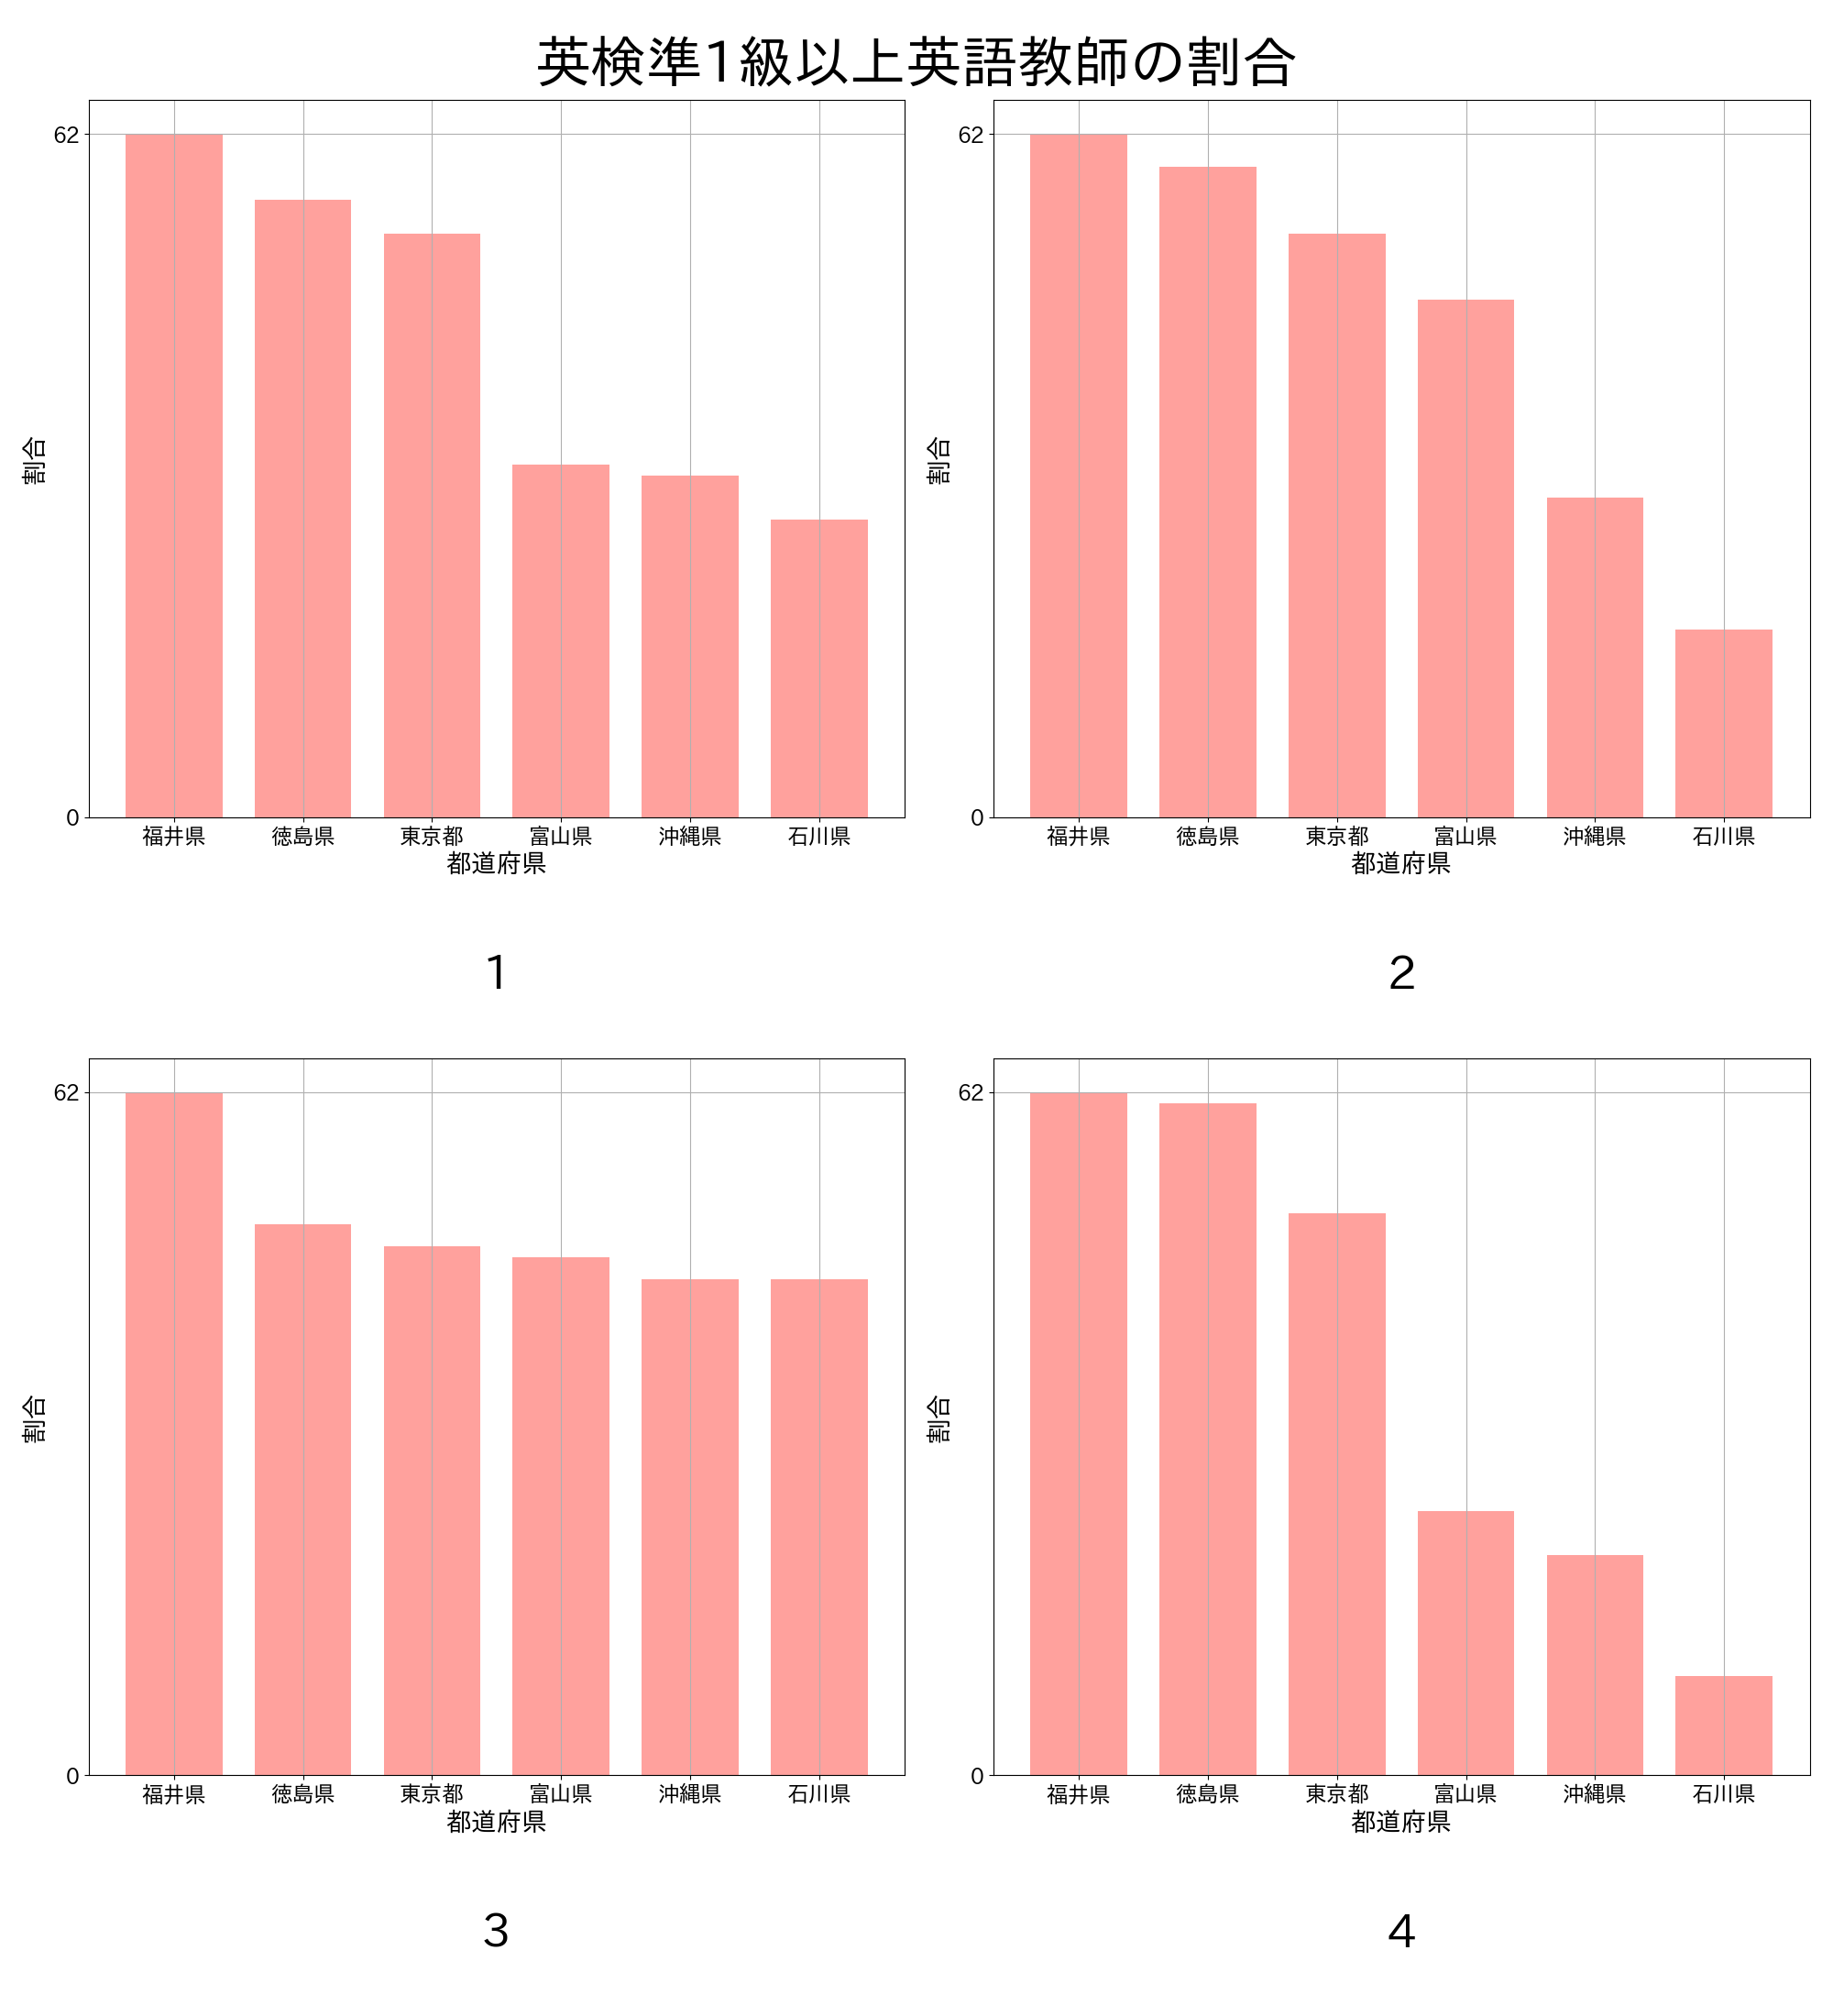 英検準1級以上英語教師の割合
62
0
割合
福井県 徳島県 東京都 富山県 沖縄県 石川県
都道府県
1
62
0
割合
福井県 徳島県 東京都 富山県 沖縄県 石川県
都道府県
2
62
0
割合
福井県 徳島県 東京都 富山県 沖縄県 石川県
都道府県
3
62
0
割合
福井県 徳島県 東京都 富山県 沖縄県 石川県
都道府県
4